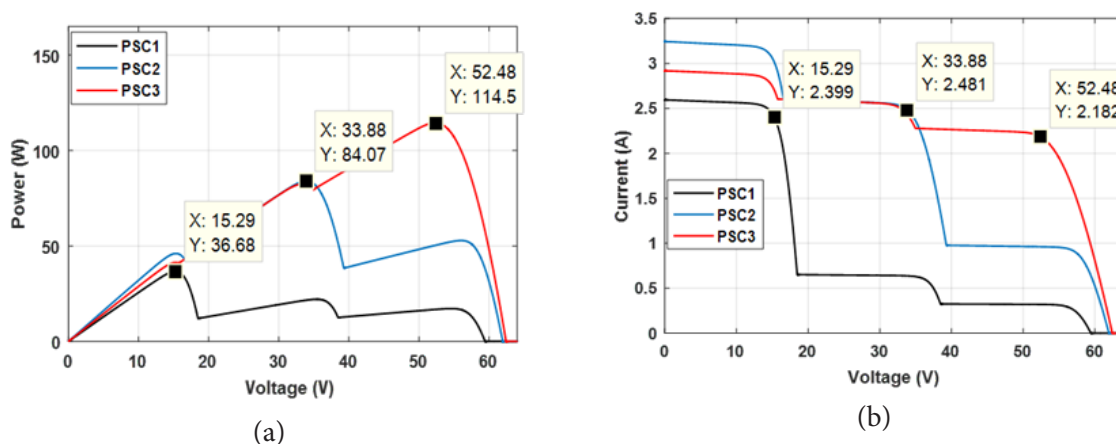 150
100
50
0
Power (W)
PSC1
PSC2
PSC3
X: 52.48
Y: 114.5
X: 33.88
Y: 84.07
X: 15.29
Y: 36.68
0 10 20 30 40 50 60
Voltage (V)
(a)
3.5
3
2.5
2
1.5
1
0.5
0
Current (A)
X: 15.29
Y: 2.399
X: 33.88
Y: 2.481
X: 52.48
Y: 2.182
PSC1
PSC2
PSC3
0 10 20 30 40 50 60
Voltage (V)
(b)